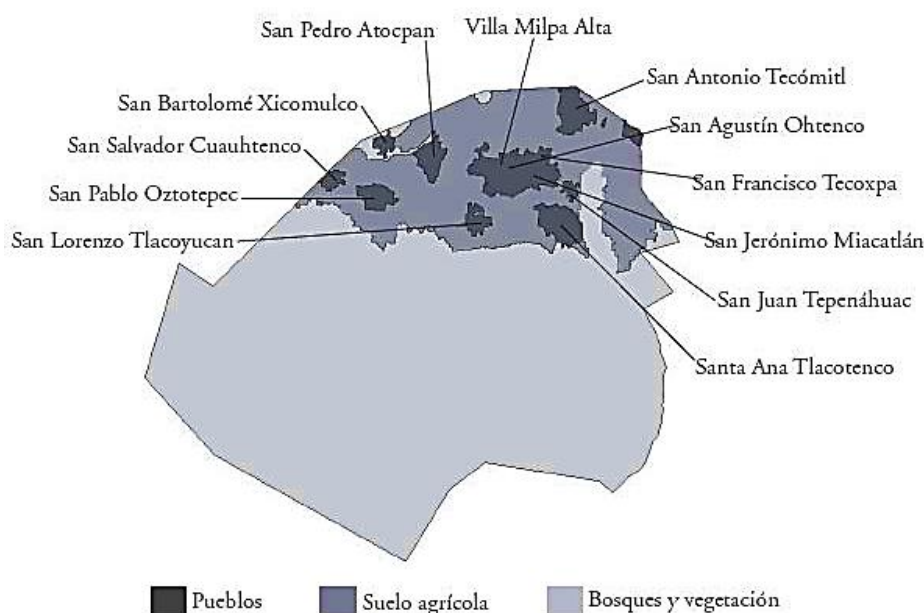 San Pedro Atocpan
Villa Milpa Alta
San Antonio Tecómitl
San Bartolomé Xicomulco
San Agustín Ohtenco
San Salvador Cuauhtenco
San Francisco Tecoxpa
San Pablo Oztotepec
San Lorenzo Tlacoyucan
San Jerónimo Miacatlán
San Juan Tepenáhuac
Santa Ana Tlacotenco
Pueblos
Suelo agrícola
Bosques y vegetación